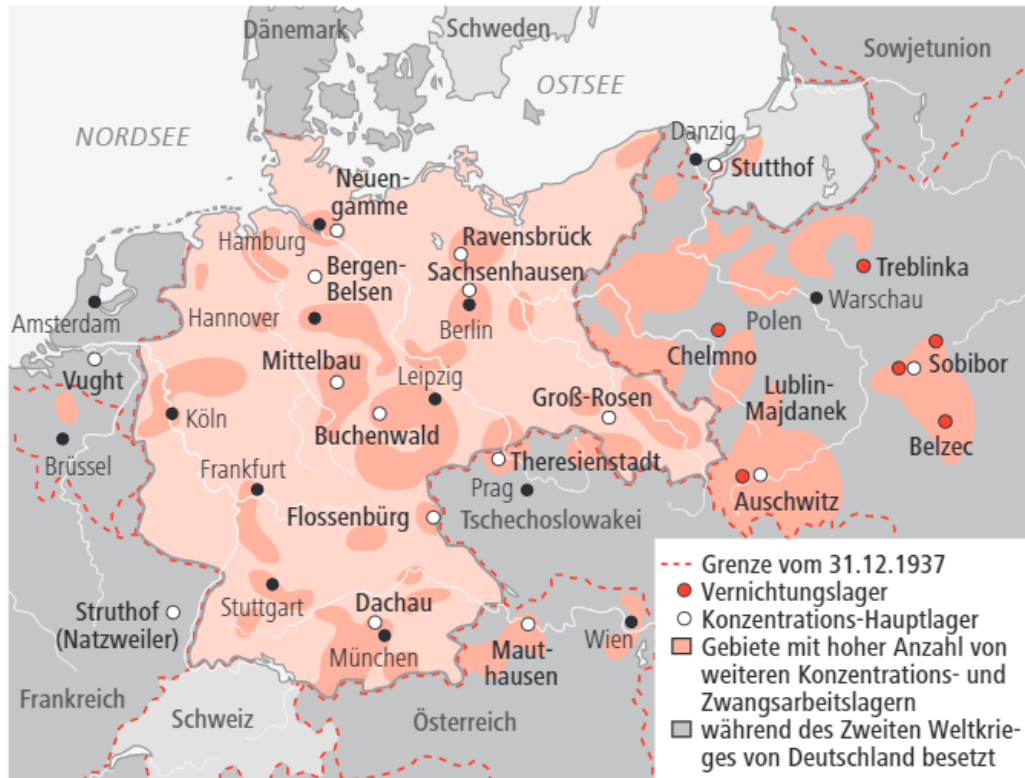 Dänemark
Schweden
Sowjetunion
OSTSEE
NORDSEE
Danzig
Stutthof
Neuen-
gamme
Hamburg
Ravensbrück
Bergen-
Belsen
Sachsenhausen
Treblinka
Warschau
Hannover
Berlin
Polen
Amsterdam
Chelmno
Sobibor
Vught
Mittelbau
Leipzig
Lublin-
Majdanek
Groß-Rosen
Köln
Buchenwald
Belzec
Brüssel
Frankfurt
Theresienstadt
Prag
Auschwitz
Flossenbürg
Tschechoslowakei
Stuttgart
Dachau
Struthof
(Natzweiler)
München
Maut-
hausen
Wien
Frankreich
Schweiz
Österreich
Grenze vom 31.12.1937
Vernichtungslager
Konzentrations-Hauptlager
Gebiete mit hoher Anzahl von
weiteren Konzentrations- und
Zwangsarbeitslagern
während des Zweiten Weltkrie-
ges von Deutschland besetzt